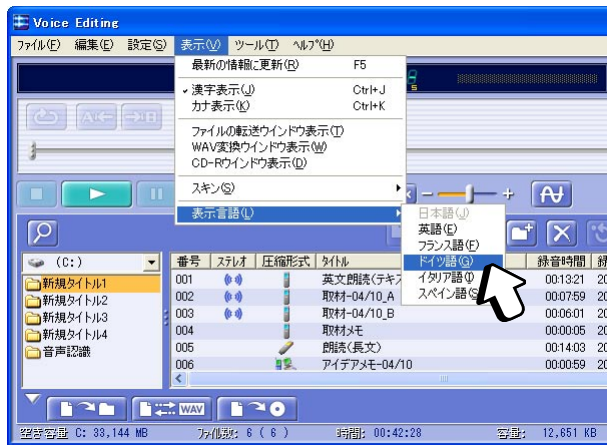 Voice Editing
ファイル(F) 編集(E) 設定(S) 表示(V) ツール(T) ヘルプ(H)
最新の情報に更新(R) F5
漢字表示(J) Ctrl+J
カナ表示(K) Ctrl+K
ファイルの転送ウインドウ表示(T)
WAV変換ウインドウ表示(W)
CD-Rウインドウ表示(D)
スキン(S)
表示言語(L)
日本語(J)
英語(E)
フランス語(F)
ドイツ語(G)
イタリア語(I)
スペイン語(S
(C:)
番号 ステレオ 圧縮形式 タイトル 録音時間 録
新規タイトル1
新規タイトル2
新規タイトル3
新規タイトル4
音声認識
001 英文朗読(テキス 00:13:21 20
002 取材-04/10_A 00:07:59 20
003 取材-04/10_B 00:06:01 20
004 取材メモ 00:00:05 20
005 朗読(長文) 00:14:03 20
006 アイデアメモ-04/10 00:00:59 20
WAV
空き容量 C: 33,144 MB ファイル数: 6 ( 6 ) 時間: 00:42:28 容量: 12,651 KB